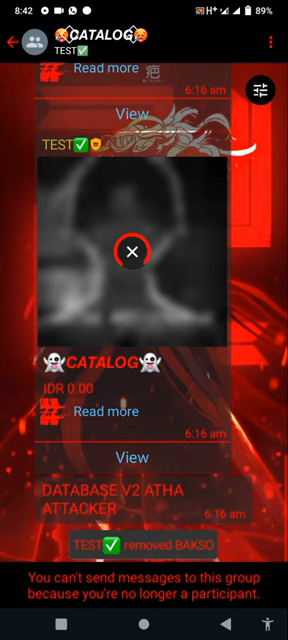 8:42
H+
89%
🥵CATALOG🥵
TEST✅
Read more
疤
6:16 am
View
TEST✅
👻CATALOG👻
IDR 0.00
Read more
6:16 am
View
DATABASE V2 ATHA
ATTACKER
6:16 am
TEST✅ removed BAKSO
You can't send messages to this group
because you're no longer a participant.